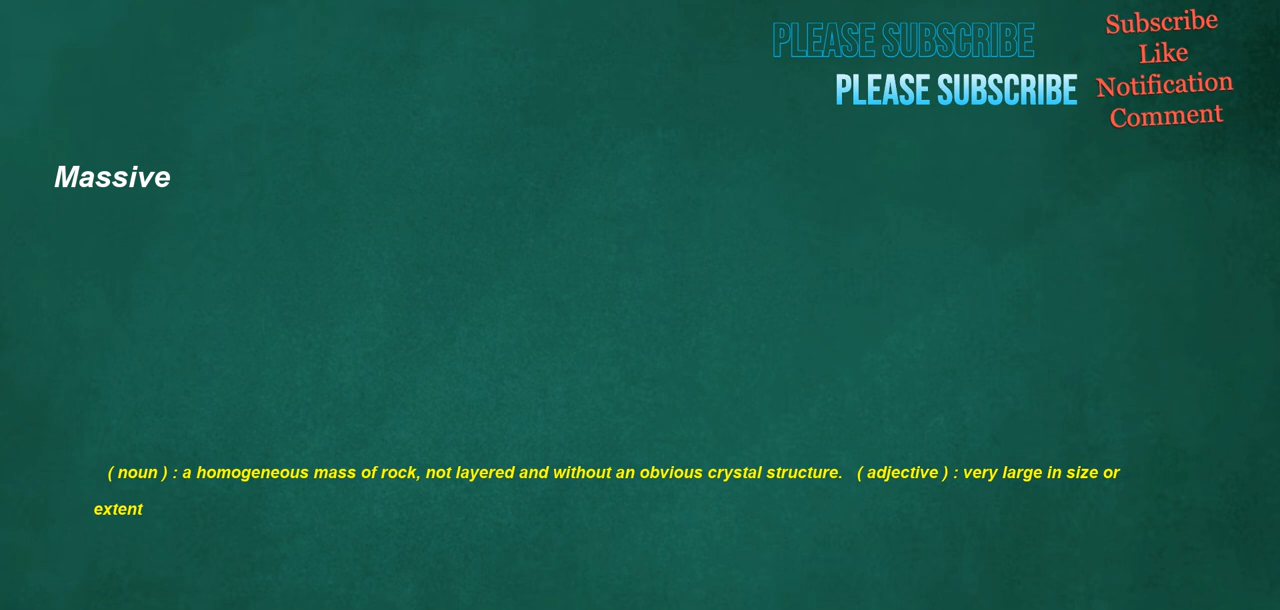 PLEASE SUBSCRIBE
PLEASE SUBSCRIBE
Subscribe
Like
Notification
Comment
Massive
( noun ) : a homogeneous mass of rock, not layered and without an obvious crystal structure.   ( adjective ) : very large in size or
extent